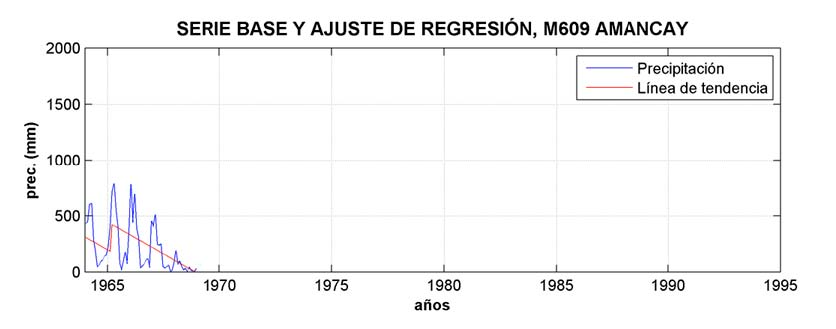 SERIE BASE Y AJUSTE DE REGRESIÓN, M609 AMANCAY
Precipitación
Línea de tendencia
prec. (mm)
2000
1500
1000
500
0
1965 1970 1975 1980 1985 1990 1995
años